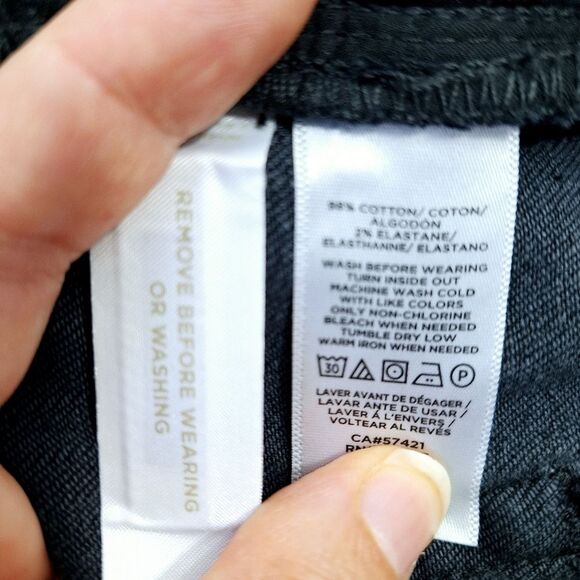 REMOVE BEFORE WEARING
OR WASHING
98% COTTON/ COTON/
ALGODÓN
2% ELASTANE/
ELASTHANNE/ ELASTANO
WASH BEFORE WEARING
TURN INSIDE OUT
MACHINE WASH COLD
WITH LIKE COLORS
ONLY NON-CHLORINE
BLEACH WHEN NEEDED
TUMBLE DRY LOW
WARM IRON WHEN NEEDED
30 P
LAVER AVANT DE DÉGAGER/
LAVAR ANTE DE USAR/
LAVER À L'ENVERS/
VOLTEAR AL REVÉS
CA#57421